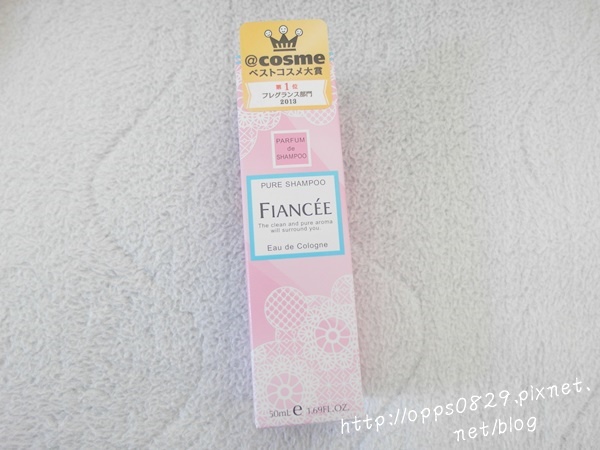 @cosme
ベストコスメ大賞
第1位
フレグランス部門
2013
PARFUM
de
SHAMPOO
PURE SHAMPOO
FIANCÉE
The clean and pure aroma
will surround you.
Eau de Cologne
50mL e 1.69FL.OZ.
http://opps0829.pixnet.
net/blog